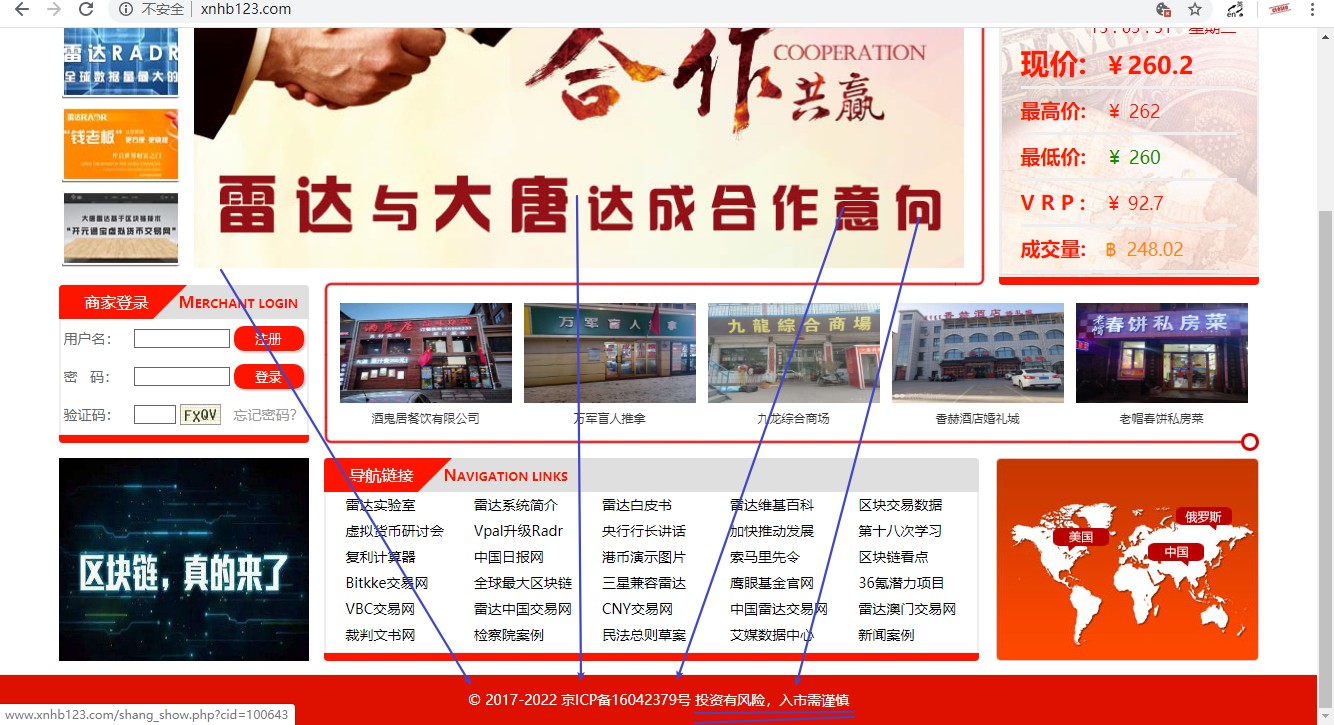 不安全 xnhb123.com
雷达RADR
全球数据量最大的
雷达RADR
“钱老板”
开启世界财富之门
大唐雷达基于区块链技术
“开元通宝虚拟货币交易网”
合作
COOPERATION
共赢
雷达与大唐达成合作意向
现价: ¥260.2
最高价: ¥ 262
最低价: ¥ 260
V R P : ¥ 92.7
成交量: ฿ 248.02
商家登录 MERCHANT LOGIN
用户名: 注册
密 码: 登录
验证码: FXQV 忘记密码?
万军盲人推拿
九龍綜合商場
香赫酒店
老帽春饼私房菜
酒鬼居餐饮有限公司
万军盲人推拿
九龙综合商场
香赫酒店婚礼城
老帽春饼私房菜
区块链，真的来了
导航链接 NAVIGATION LINKS
雷达实验室 雷达系统简介 雷达白皮书 雷达维基百科 区块交易数据
虚拟货币研讨会 Vpal升级Radr 央行行长讲话 加快推动发展 第十八次学习
复利计算器 中国日报网 港币演示图片 索马里先令 区块链看点
Bitkke交易网 全球最大区块链 三星兼容雷达 鹰眼基金官网 36氪潜力项目
VBC交易网 雷达中国交易网 CNY交易网 中国雷达交易网 雷达澳门交易网
裁判文书网 检察院案例 民法总则草案 艾媒数据中心 新闻案例
俄罗斯
美国
中国
© 2017-2022 京ICP备16042379号 投资有风险，入市需谨慎
www.xnhb123.com/shang_show.php?cid=100643